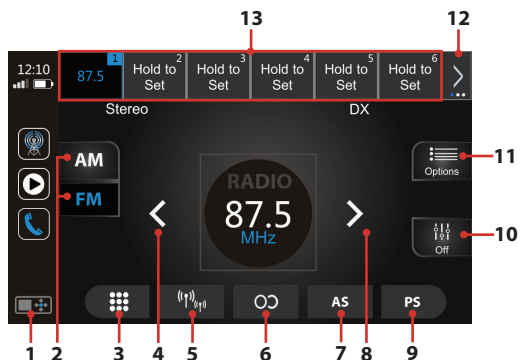 13
12
12:10
87.5
1
Hold to
Set
2
Hold to
Set
3
Hold to
Set
4
Hold to
Set
5
Hold to
Set
6
Stereo
DX
AM
FM
RADIO
87.5
MHz
Options
11
Off
10
AS
PS
1
2
3
4
5
6
7
8
9